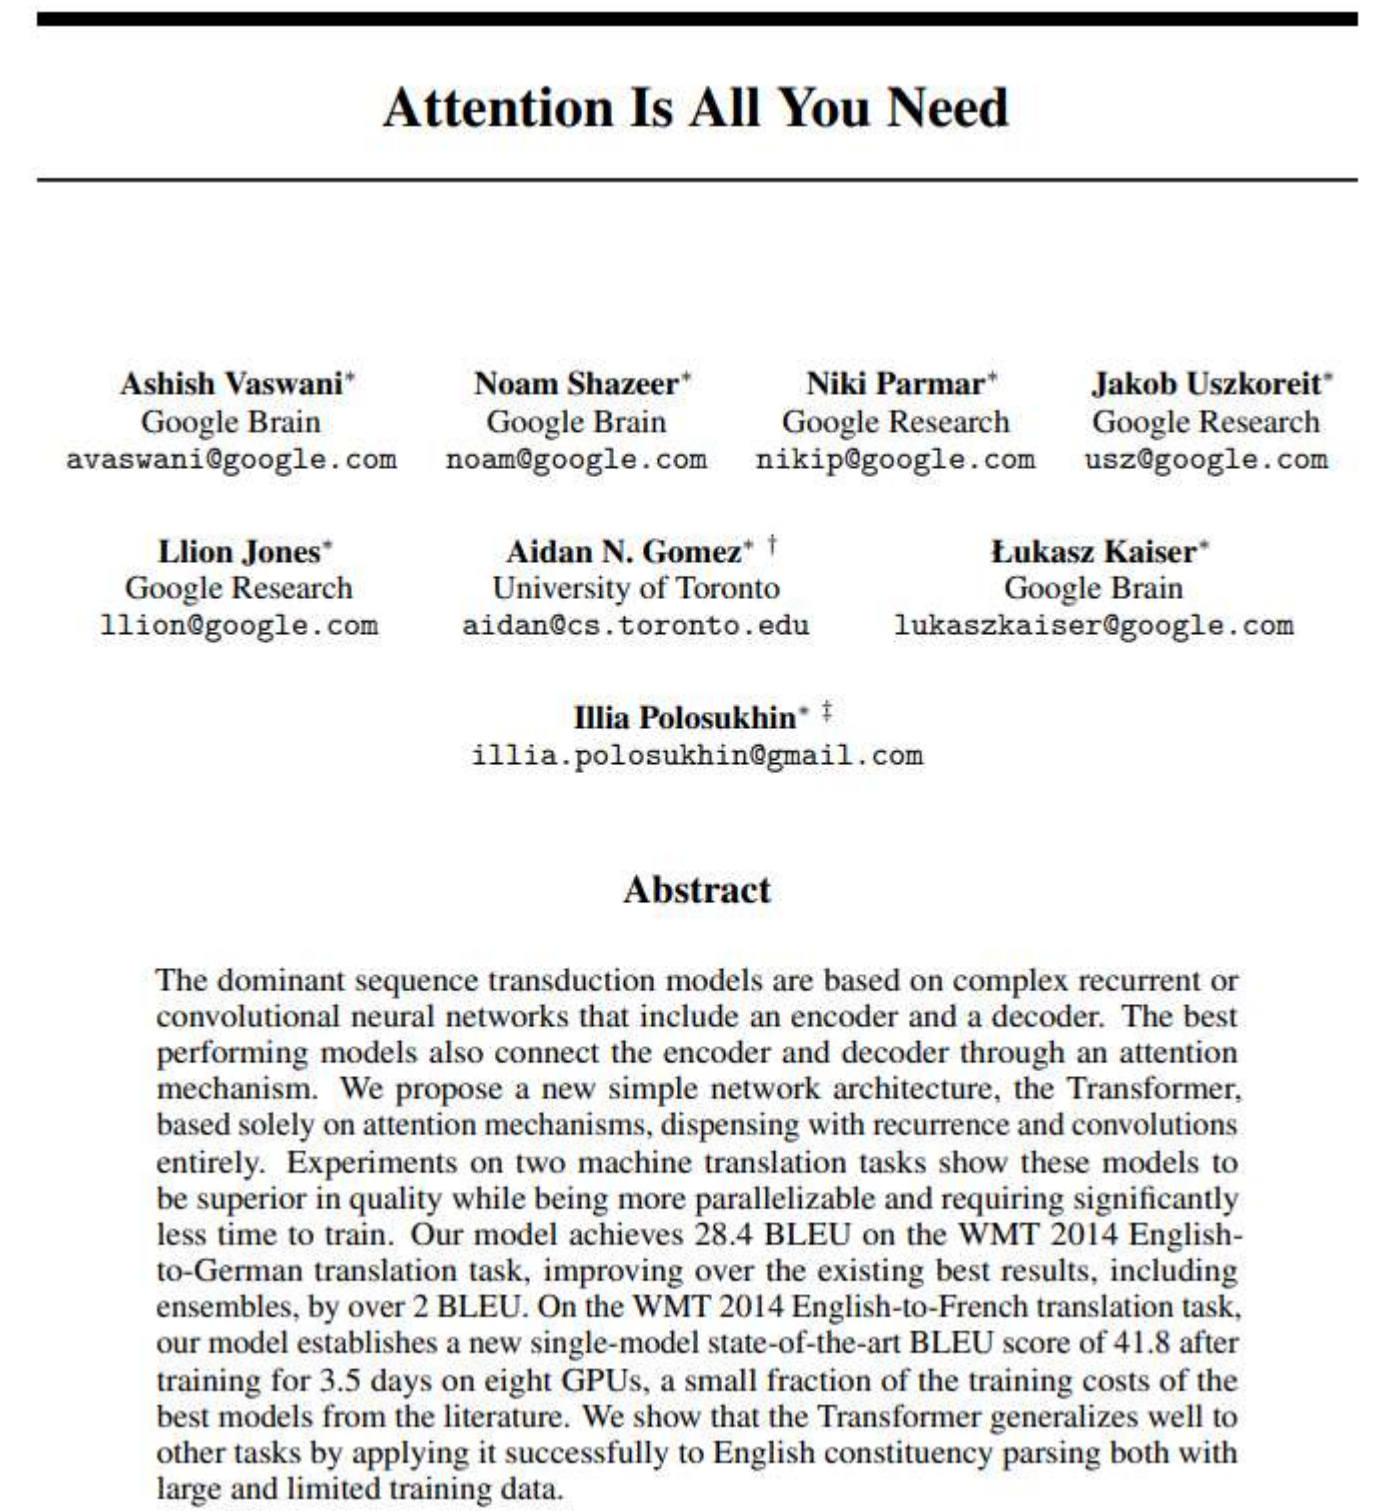 Attention Is All You Need
Ashish Vaswani* Noam Shazeer* Niki Parmar* Jakob Uszkoreit*
Google Brain Google Brain Google Research Google Research
avaswani@google.com noam@google.com nikip@google.com usz@google.com
Llion Jones* Aidan N. Gomez* † Łukasz Kaiser*
Google Research University of Toronto Google Brain
llion@google.com aidan@cs.toronto.edu lukaszkaiser@google.com
Illia Polosukhin* ‡
illia.polosukhin@gmail.com
Abstract
The dominant sequence transduction models are based on complex recurrent or
convolutional neural networks that include an encoder and a decoder. The best
performing models also connect the encoder and decoder through an attention
mechanism. We propose a new simple network architecture, the Transformer,
based solely on attention mechanisms, dispensing with recurrence and convolutions
entirely. Experiments on two machine translation tasks show these models to
be superior in quality while being more parallelizable and requiring significantly
less time to train. Our model achieves 28.4 BLEU on the WMT 2014 English-
to-German translation task, improving over the existing best results, including
ensembles, by over 2 BLEU. On the WMT 2014 English-to-French translation task,
our model establishes a new single-model state-of-the-art BLEU score of 41.8 after
training for 3.5 days on eight GPUs, a small fraction of the training costs of the
best models from the literature. We show that the Transformer generalizes well to
other tasks by applying it successfully to English constituency parsing both with
large and limited training data.